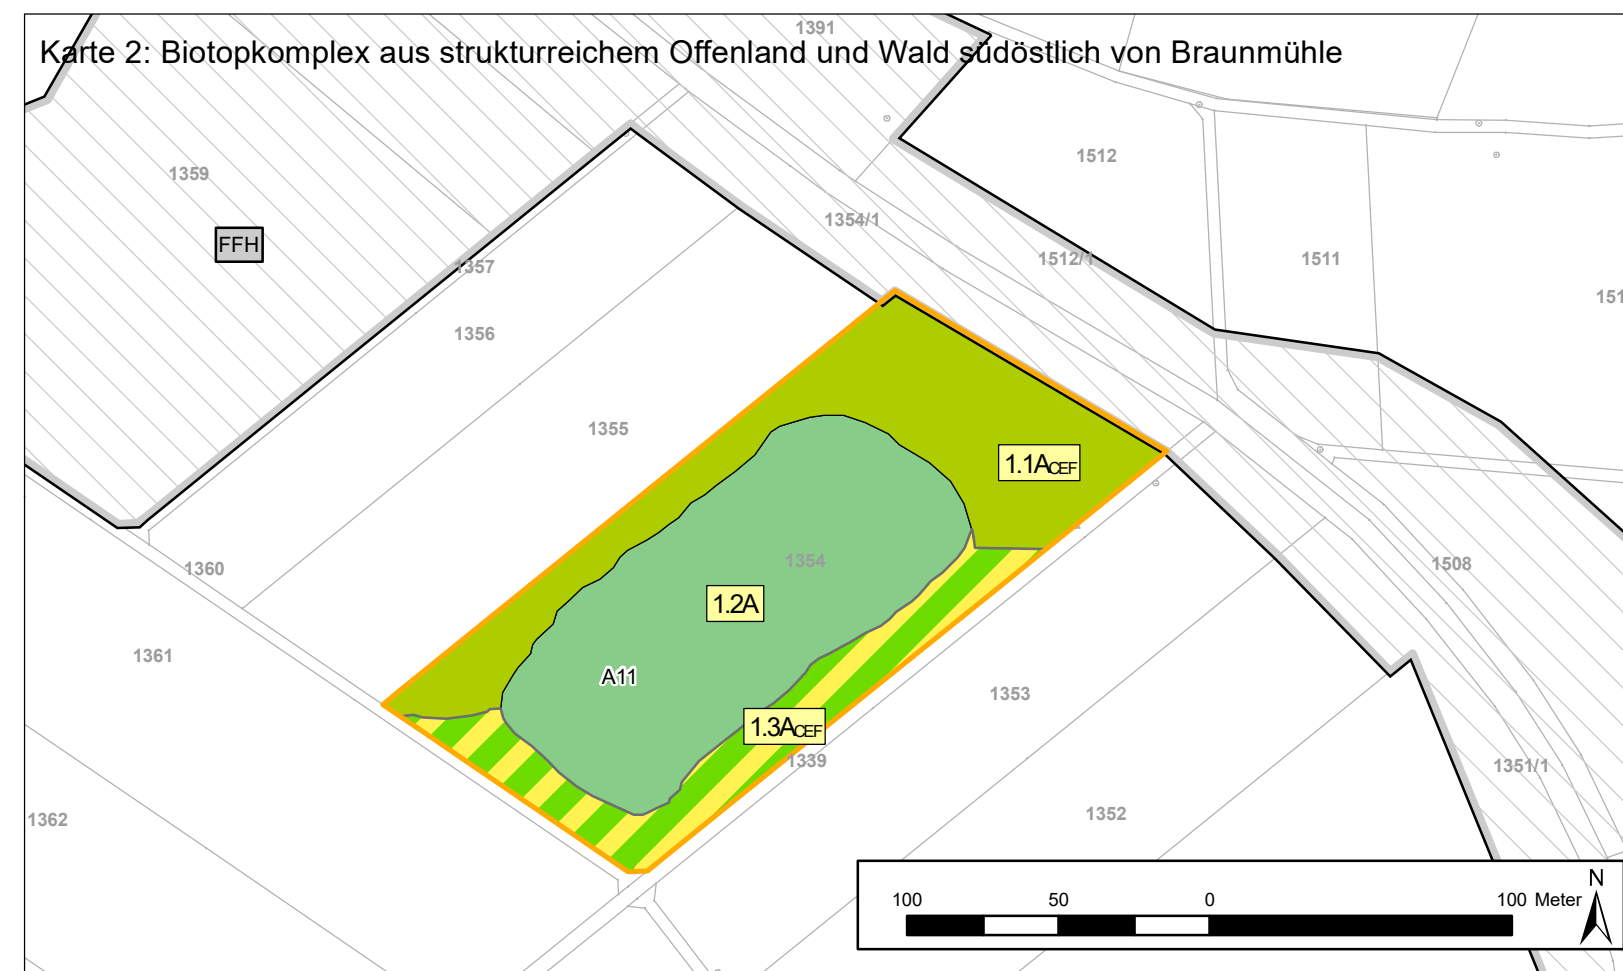 1391
Karte 2: Biotopkomplex aus strukturreichem Offenland und Wald südöstlich von Braunmühle
1512
1359
1354/1
FFH
1512/1
1511
1357
151
1356
1355
1.1ACEF
1354
1360
1508
1.2A
1361
A11
1353
1.3ACEF
1339
1351/1
1352
1362
N
100 50 0 100 Meter